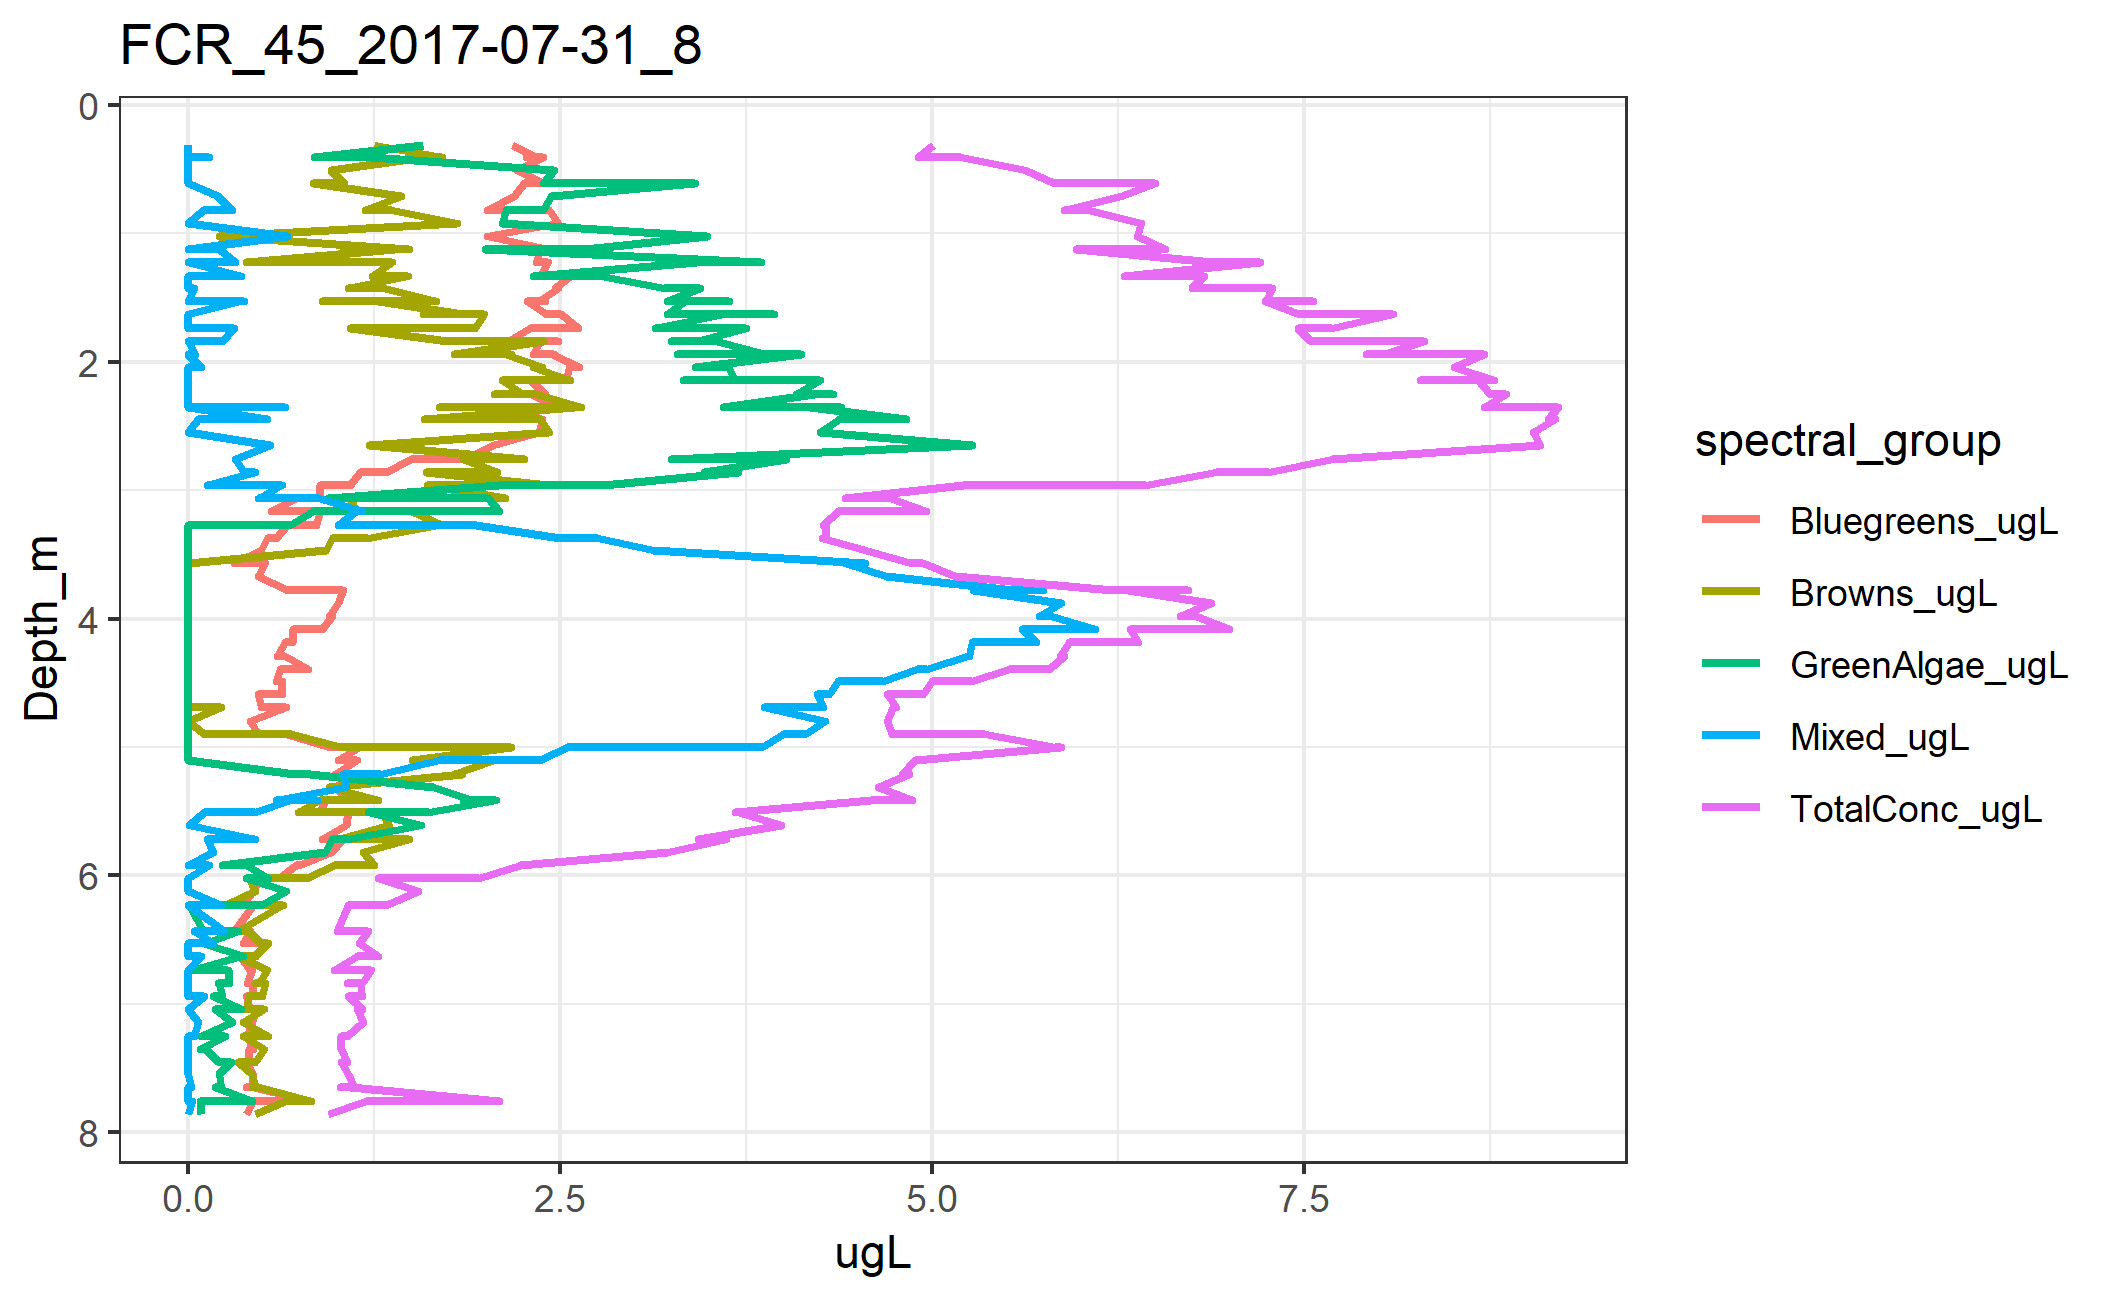 FCR_45_2017-07-31_8
0
2
4
6
8
Depth_m
0.0 2.5 5.0 7.5
ugL
spectral_group
Bluegreens_ugL
Browns_ugL
GreenAlgae_ugL
Mixed_ugL
TotalConc_ugL